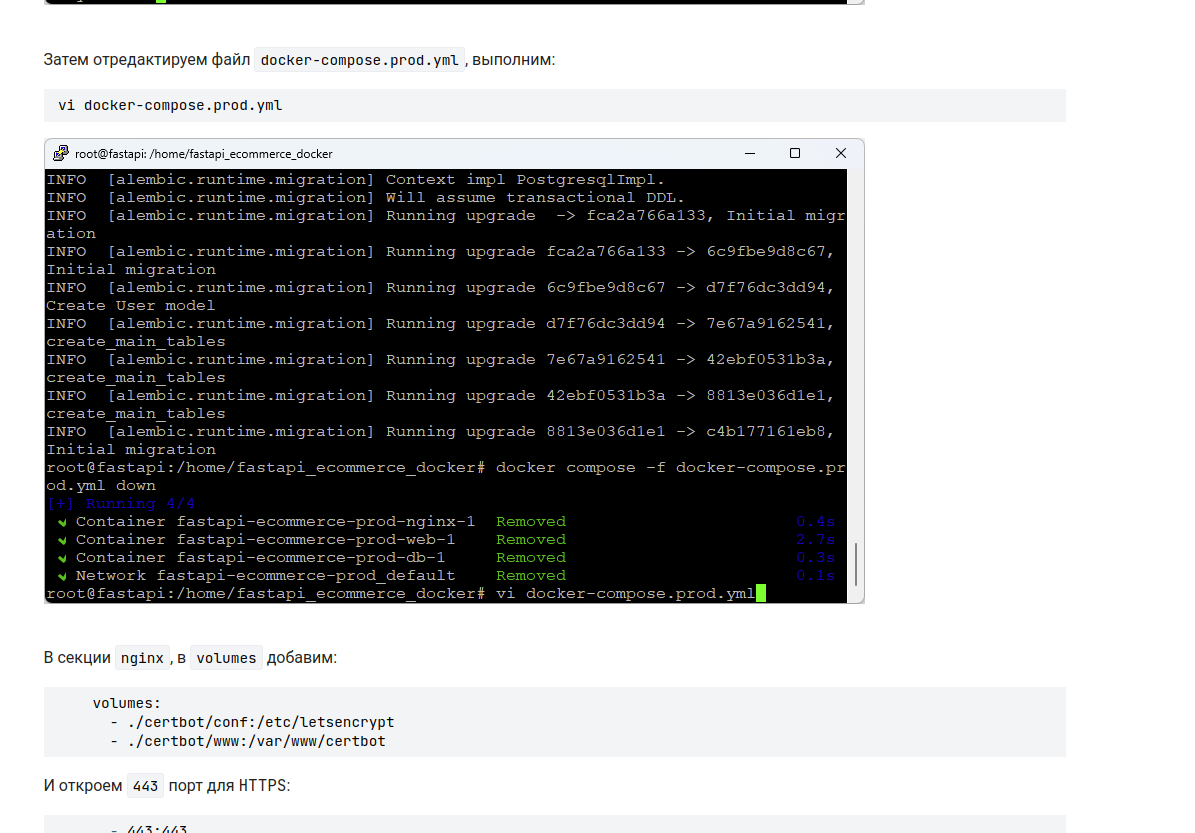 Затем отредактируем файл docker-compose.prod.yml, выполним:
vi docker-compose.prod.yml
root@fastapi: /home/fastapi_ecommerce_docker
INFO  [alembic.runtime.migration] Context impl PostgresqlImpl.
INFO  [alembic.runtime.migration] Will assume transactional DDL.
INFO  [alembic.runtime.migration] Running upgrade  -> fca2a766a133, Initial migr
ation
INFO  [alembic.runtime.migration] Running upgrade fca2a766a133 -> 6c9fbe9d8c67,
Initial migration
INFO  [alembic.runtime.migration] Running upgrade 6c9fbe9d8c67 -> d7f76dc3dd94,
Create User model
INFO  [alembic.runtime.migration] Running upgrade d7f76dc3dd94 -> 7e67a9162541,
create_main_tables
INFO  [alembic.runtime.migration] Running upgrade 7e67a9162541 -> 42ebf0531b3a,
create_main_tables
INFO  [alembic.runtime.migration] Running upgrade 42ebf0531b3a -> 8813e036d1e1,
create_main_tables
INFO  [alembic.runtime.migration] Running upgrade 8813e036d1e1 -> c4b177161eb8,
Initial migration
root@fastapi:/home/fastapi_ecommerce_docker# docker compose -f docker-compose.pr
od.yml down
[+] Running 4/4
✔ Container fastapi-ecommerce-prod-nginx-1  Removed 0.4s
✔ Container fastapi-ecommerce-prod-web-1  Removed 2.7s
✔ Container fastapi-ecommerce-prod-db-1  Removed 0.3s
✔ Network fastapi-ecommerce-prod_default  Removed 0.1s
root@fastapi:/home/fastapi_ecommerce_docker# vi docker-compose.prod.yml
В секции nginx, в volumes добавим:
volumes:
- ./certbot/conf:/etc/letsencrypt
- ./certbot/www:/var/www/certbot
И откроем 443 порт для HTTPS:
- 443:443